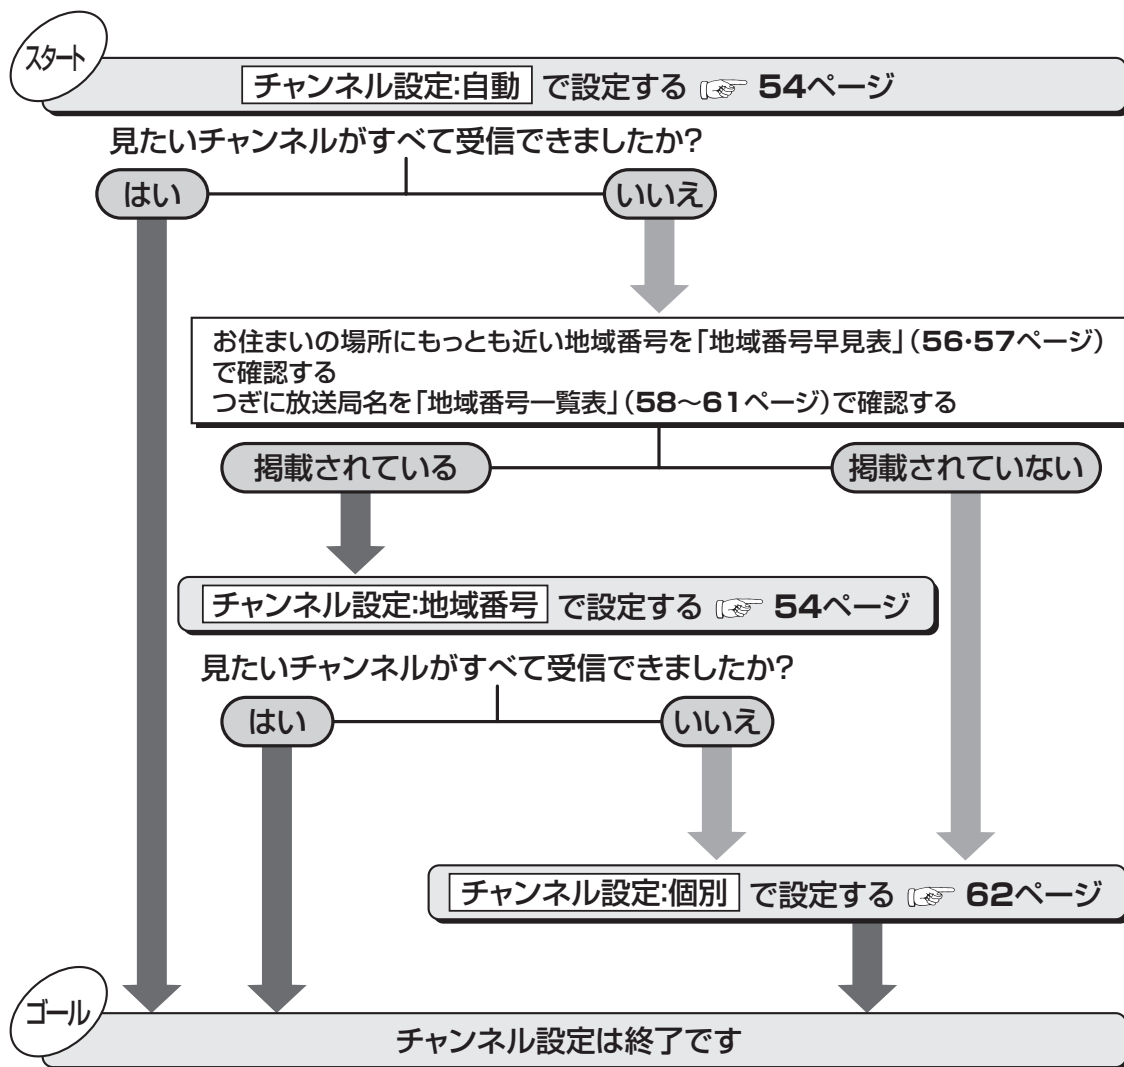 スタート
チャンネル設定:自動 で設定する ☞ 54ページ
見たいチャンネルがすべて受信できましたか?
はい
いいえ
お住まいの場所にもっとも近い地域番号を「地域番号早見表」(56・57ページ)
で確認する
つぎに放送局名を「地域番号一覧表」(58〜61ページ)で確認する
掲載されている
掲載されていない
チャンネル設定:地域番号 で設定する ☞ 54ページ
見たいチャンネルがすべて受信できましたか?
はい
いいえ
チャンネル設定:個別 で設定する ☞ 62ページ
ゴール
チャンネル設定は終了です